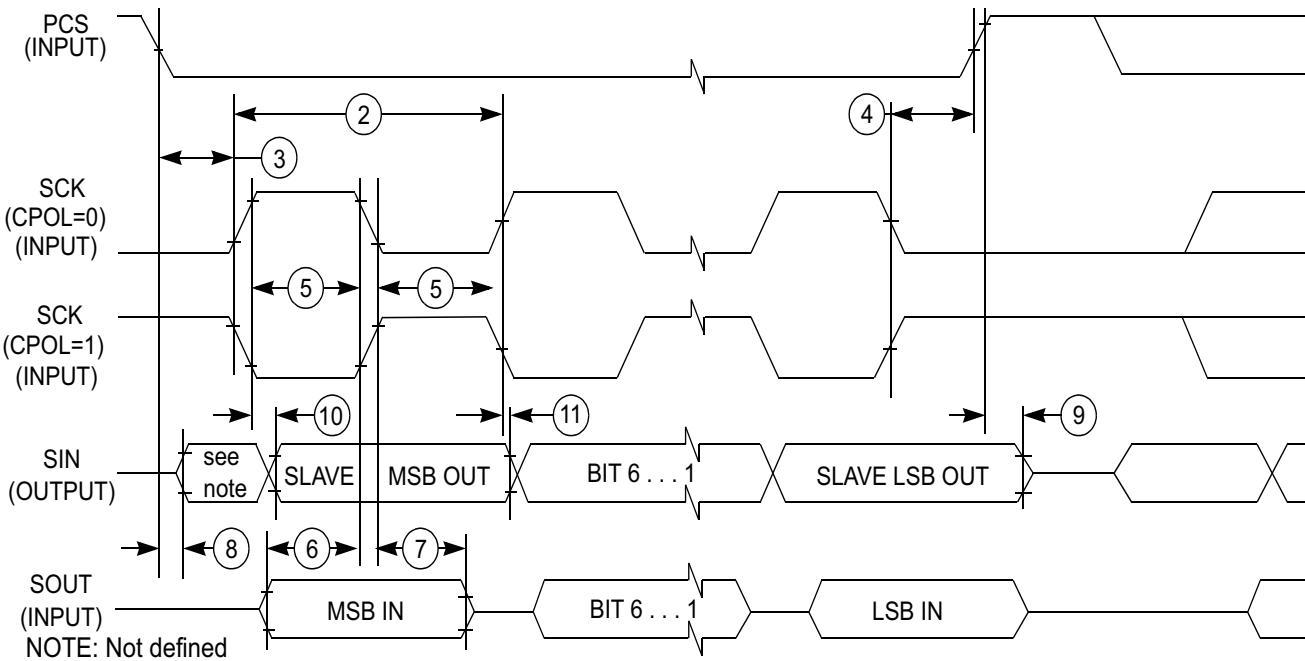 PCS
(INPUT)
2
4
3
SCK
(CPOL=0)
(INPUT)
5
5
SCK
(CPOL=1)
(INPUT)
10
11
9
SIN
(OUTPUT)
see
note
SLAVE
MSB OUT
BIT 6 . . . 1
SLAVE LSB OUT
8
6
7
SOUT
(INPUT)
MSB IN
BIT 6 . . . 1
LSB IN
NOTE: Not defined